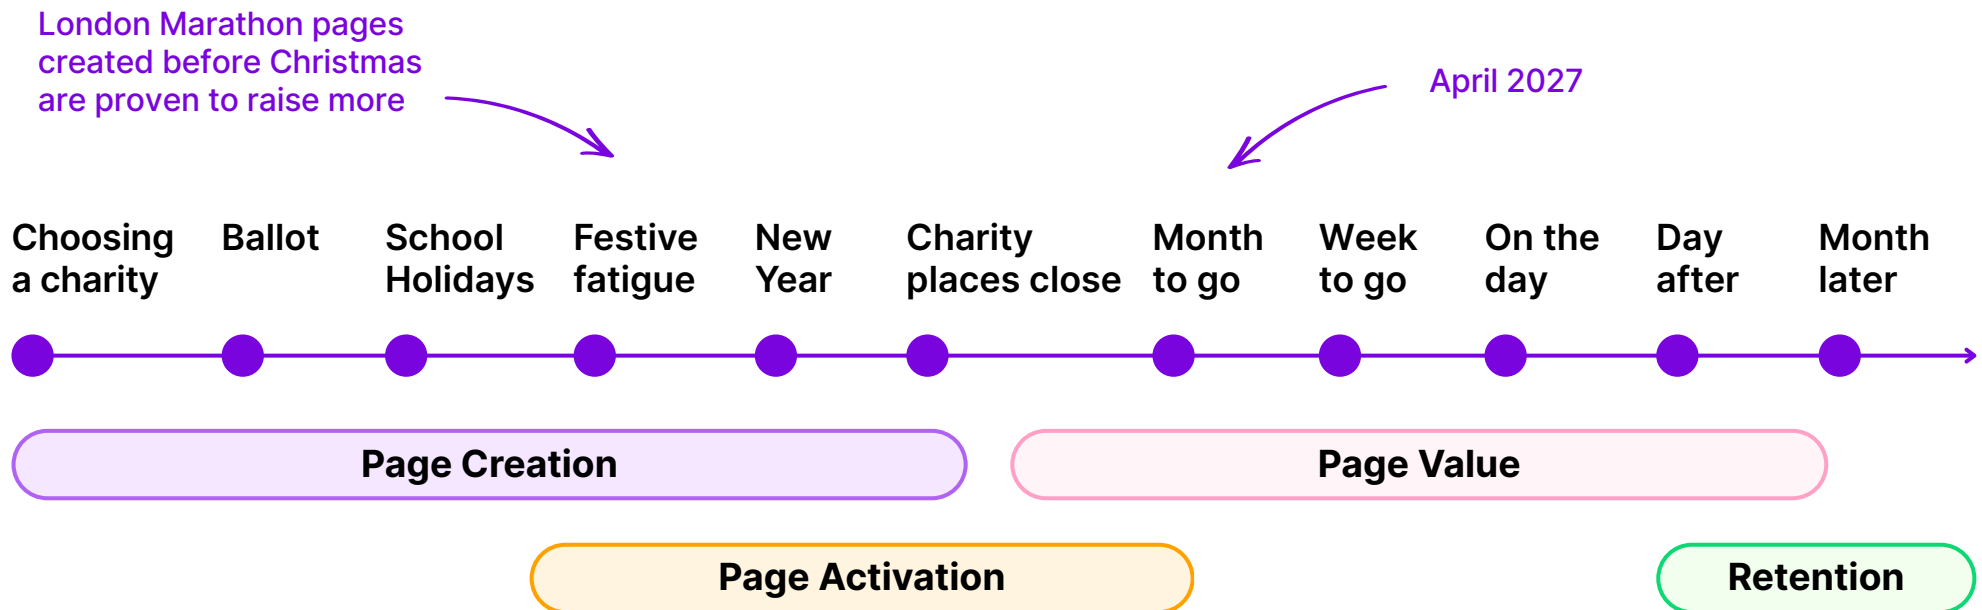 London Marathon pages
created before Christmas
are proven to raise more
April 2027
Choosing
a charity
Ballot
School
Holidays
Festive
fatigue
New
Year
Charity
places close
Month
to go
Week
to go
On the
day
Day
after
Month
later
Page Creation
Page Value
Page Activation
Retention